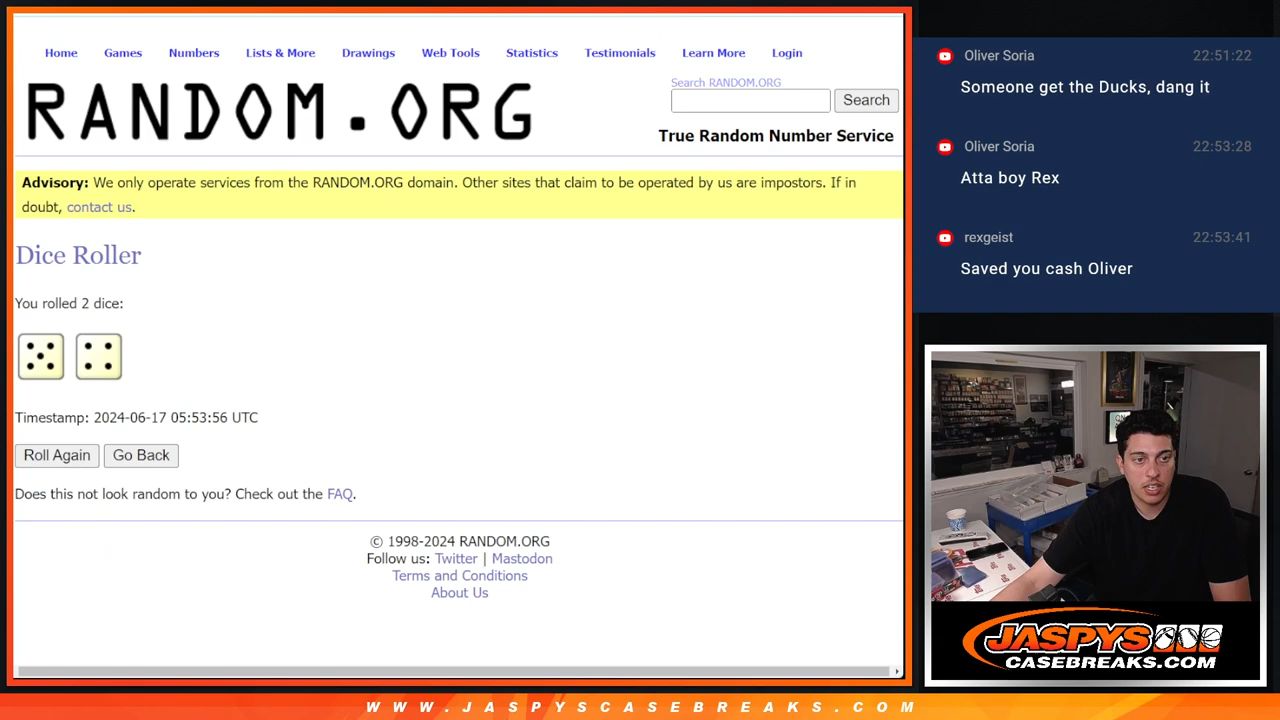 Home Games Numbers Lists & More Drawings Web Tools Statistics Testimonials Learn More Login
RANDOM.ORG
Search RANDOM.ORG
Search
True Random Number Service
Advisory: We only operate services from the RANDOM.ORG domain. Other sites that claim to be operated by us are impostors. If in
doubt, contact us.
Dice Roller
You rolled 2 dice:
Timestamp: 2024-06-17 05:53:56 UTC
Roll Again Go Back
Does this not look random to you? Check out the FAQ.
© 1998-2024 RANDOM.ORG
Follow us: Twitter | Mastodon
Terms and Conditions
About Us
Oliver Soria 22:51:22
Someone get the Ducks, dang it
Oliver Soria 22:53:28
Atta boy Rex
rexgeist 22:53:41
Saved you cash Oliver
JASPYS
CASEBREAKS.COM
WWW.JASPYSCASEBREAKS.COM